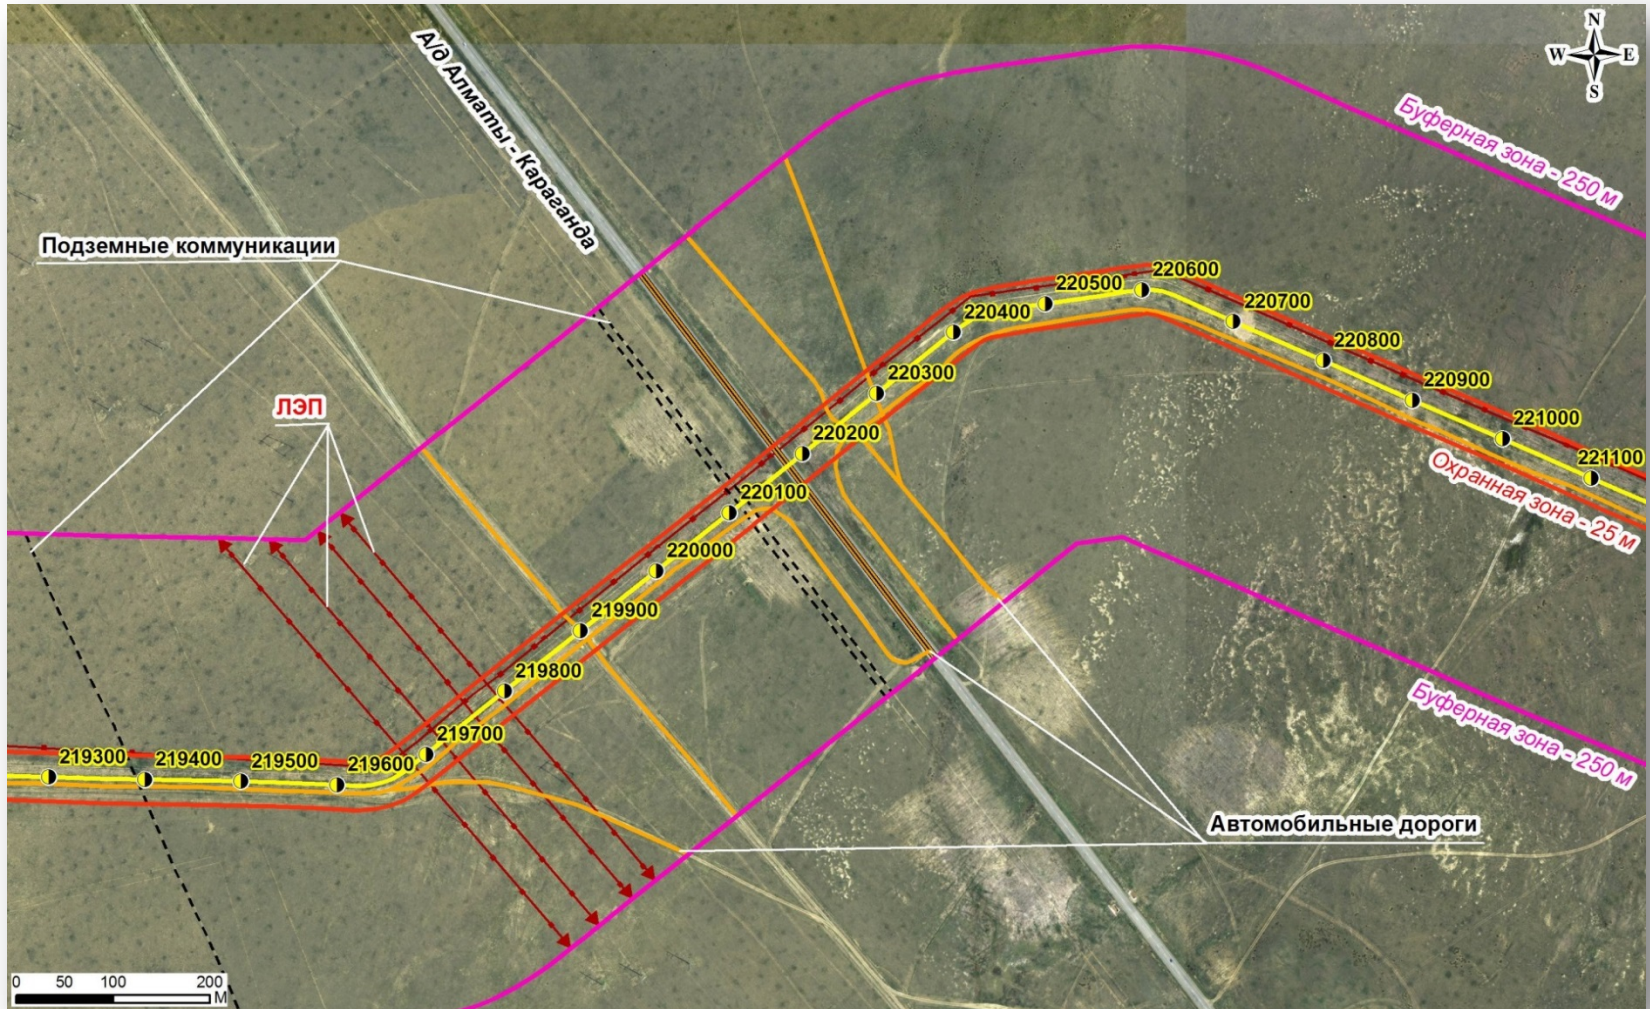 N
W E
S
А/д Алматы - Караганда
Буферная зона - 250 м
Подземные коммуникации
220600
220500
220700
220400
220800
220300
220900
ЛЭП
221000
220200
221100
Охранная зона - 25 м
220100
220000
219900
219800
Буферная зона - 250 м
219700
219300
219400
219500
219600
Автомобильные дороги
0 50 100 200
М